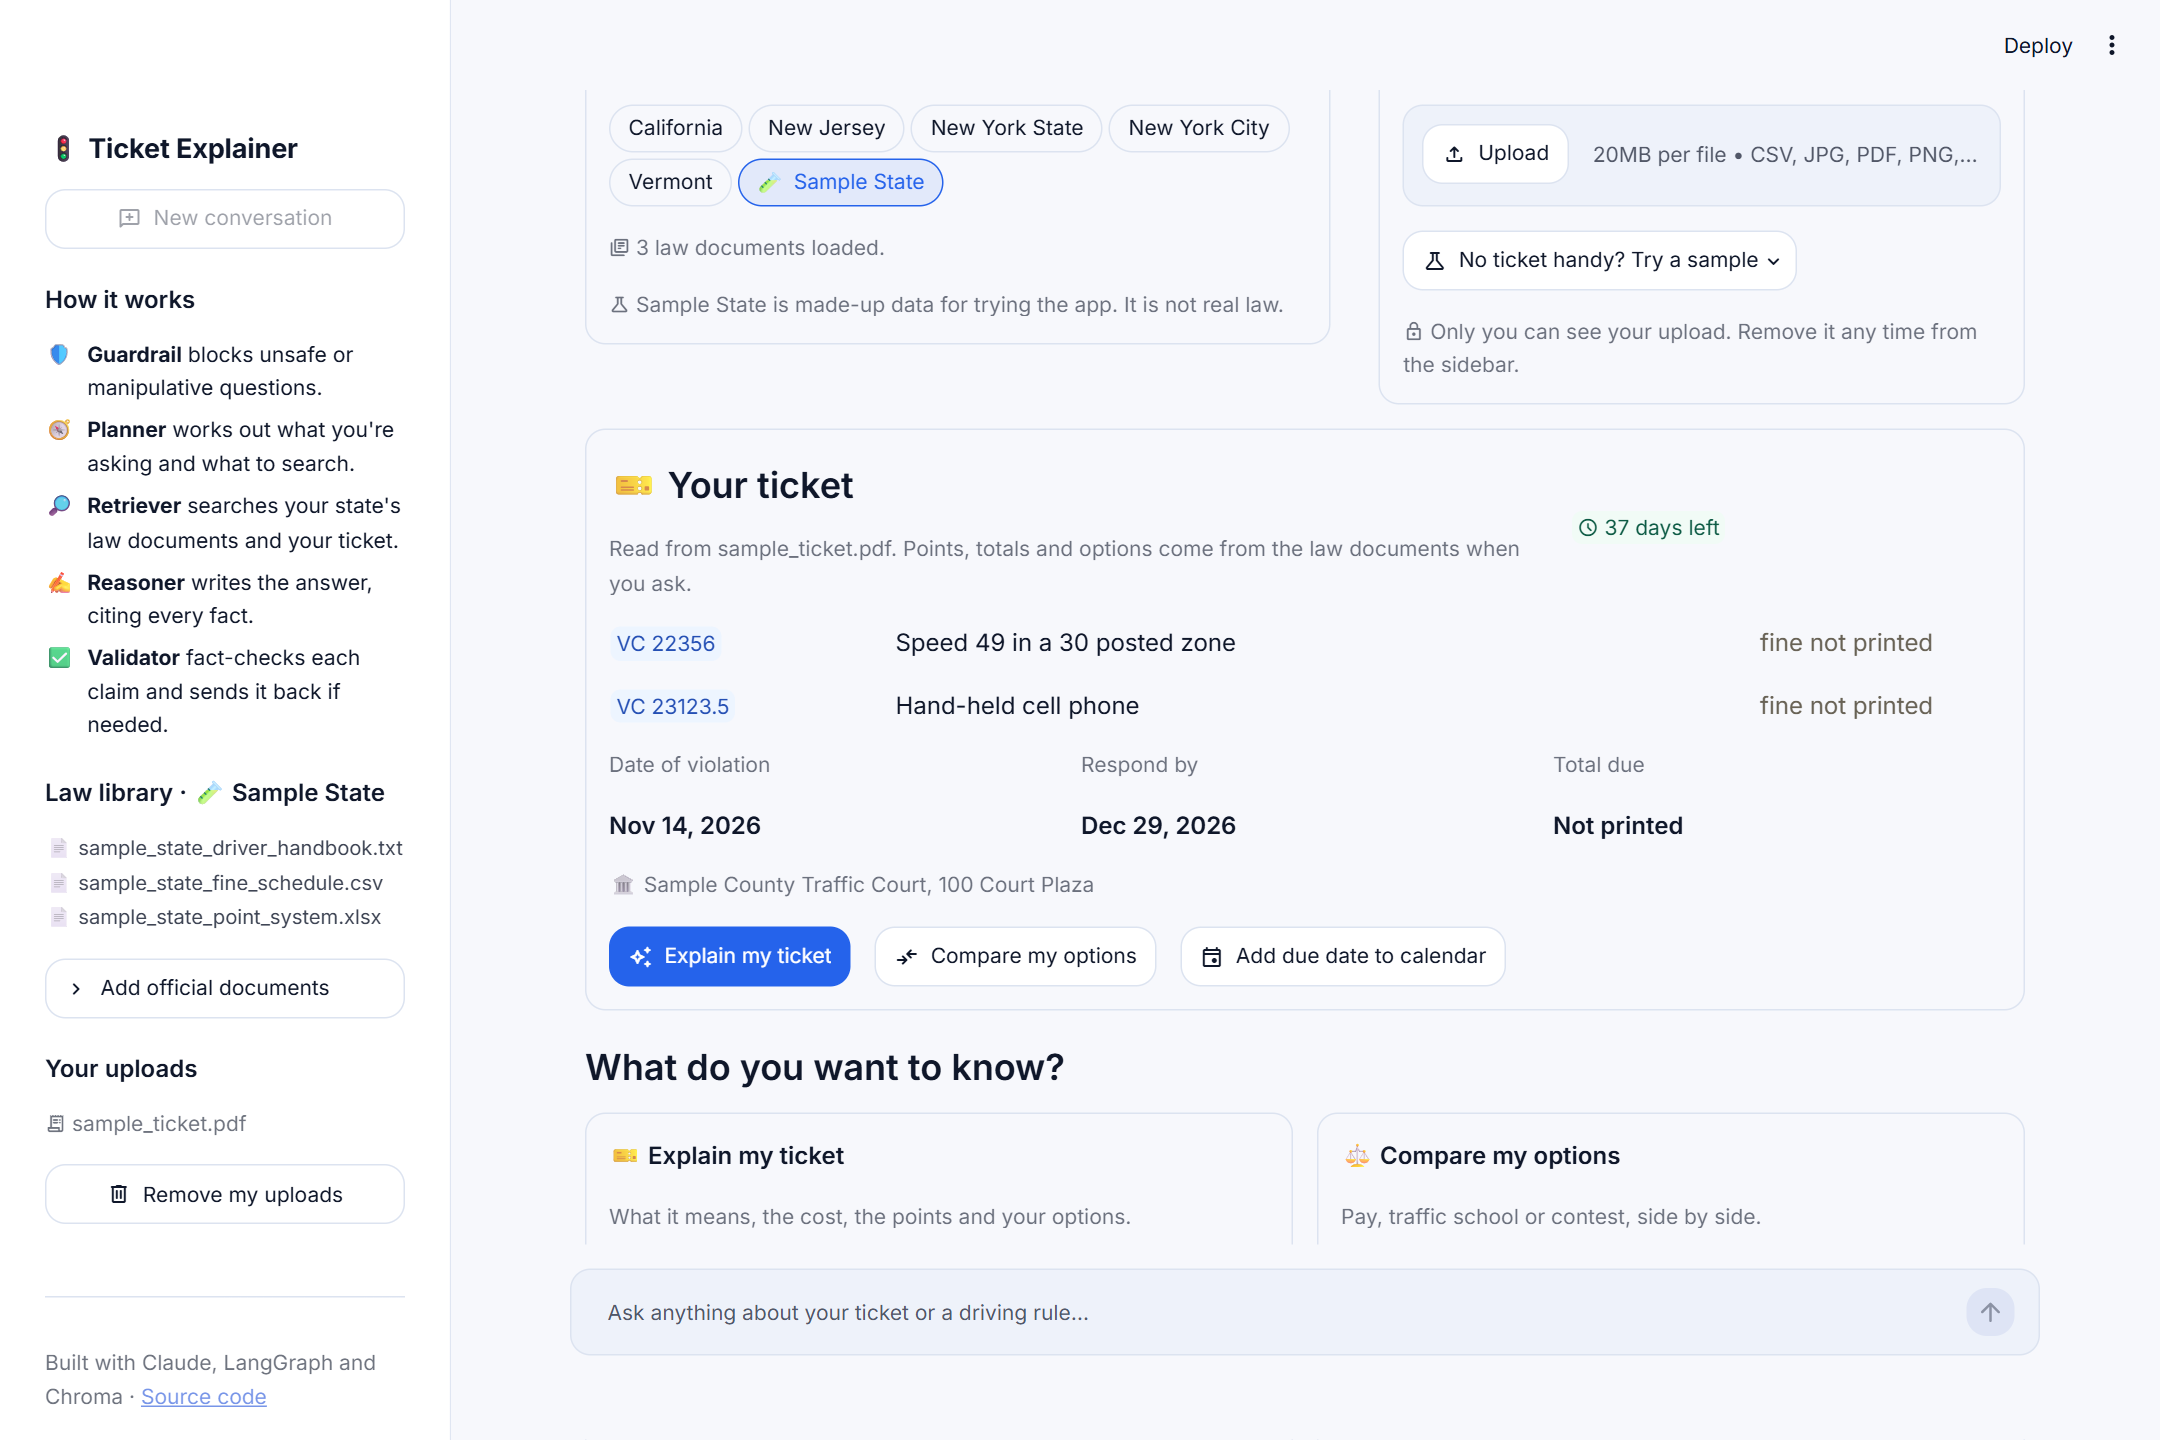 Deploy
Ticket Explainer
New conversation
How it works
Guardrail blocks unsafe or
manipulative questions.
Planner works out what you're
asking and what to search.
Retriever searches your state's
law documents and your ticket.
Reasoner writes the answer,
citing every fact.
Validator fact-checks each
claim and sends it back if
needed.
Law library · Sample State
sample_state_driver_handbook.txt
sample_state_fine_schedule.csv
sample_state_point_system.xlsx
Add official documents
Your uploads
sample_ticket.pdf
Remove my uploads
Built with Claude, LangGraph and
Chroma · Source code
California New Jersey New York State New York City
Vermont Sample State
3 law documents loaded.
Sample State is made-up data for trying the app. It is not real law.
Upload 20MB per file • CSV, JPG, PDF, PNG,...
No ticket handy? Try a sample
Only you can see your upload. Remove it any time from
the sidebar.
Your ticket
37 days left
Read from sample_ticket.pdf. Points, totals and options come from the law documents when
you ask.
VC 22356 Speed 49 in a 30 posted zone fine not printed
VC 23123.5 Hand-held cell phone fine not printed
Date of violation Respond by Total due
Nov 14, 2026 Dec 29, 2026 Not printed
Sample County Traffic Court, 100 Court Plaza
Explain my ticket Compare my options Add due date to calendar
What do you want to know?
Explain my ticket
What it means, the cost, the points and your options.
Compare my options
Pay, traffic school or contest, side by side.
Ask anything about your ticket or a driving rule...